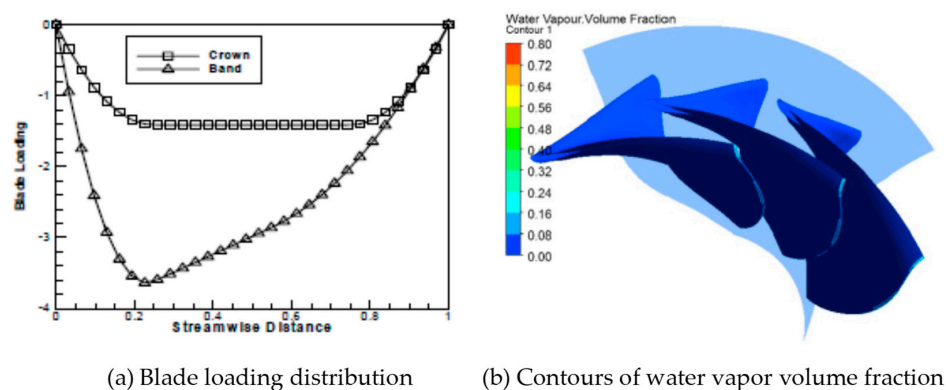 0
-1
-2
-3
-4
Blade Loading
Crown
Band
0 0.2 0.4 0.6 0.8 1
Streamwise Distance
Water Vapour.Volume Fraction
Contour 1
0.80
0.72
0.64
0.56
0.48
0.40
0.32
0.24
0.16
0.08
0.00
(a) Blade loading distribution
(b) Contours of water vapor volume fraction